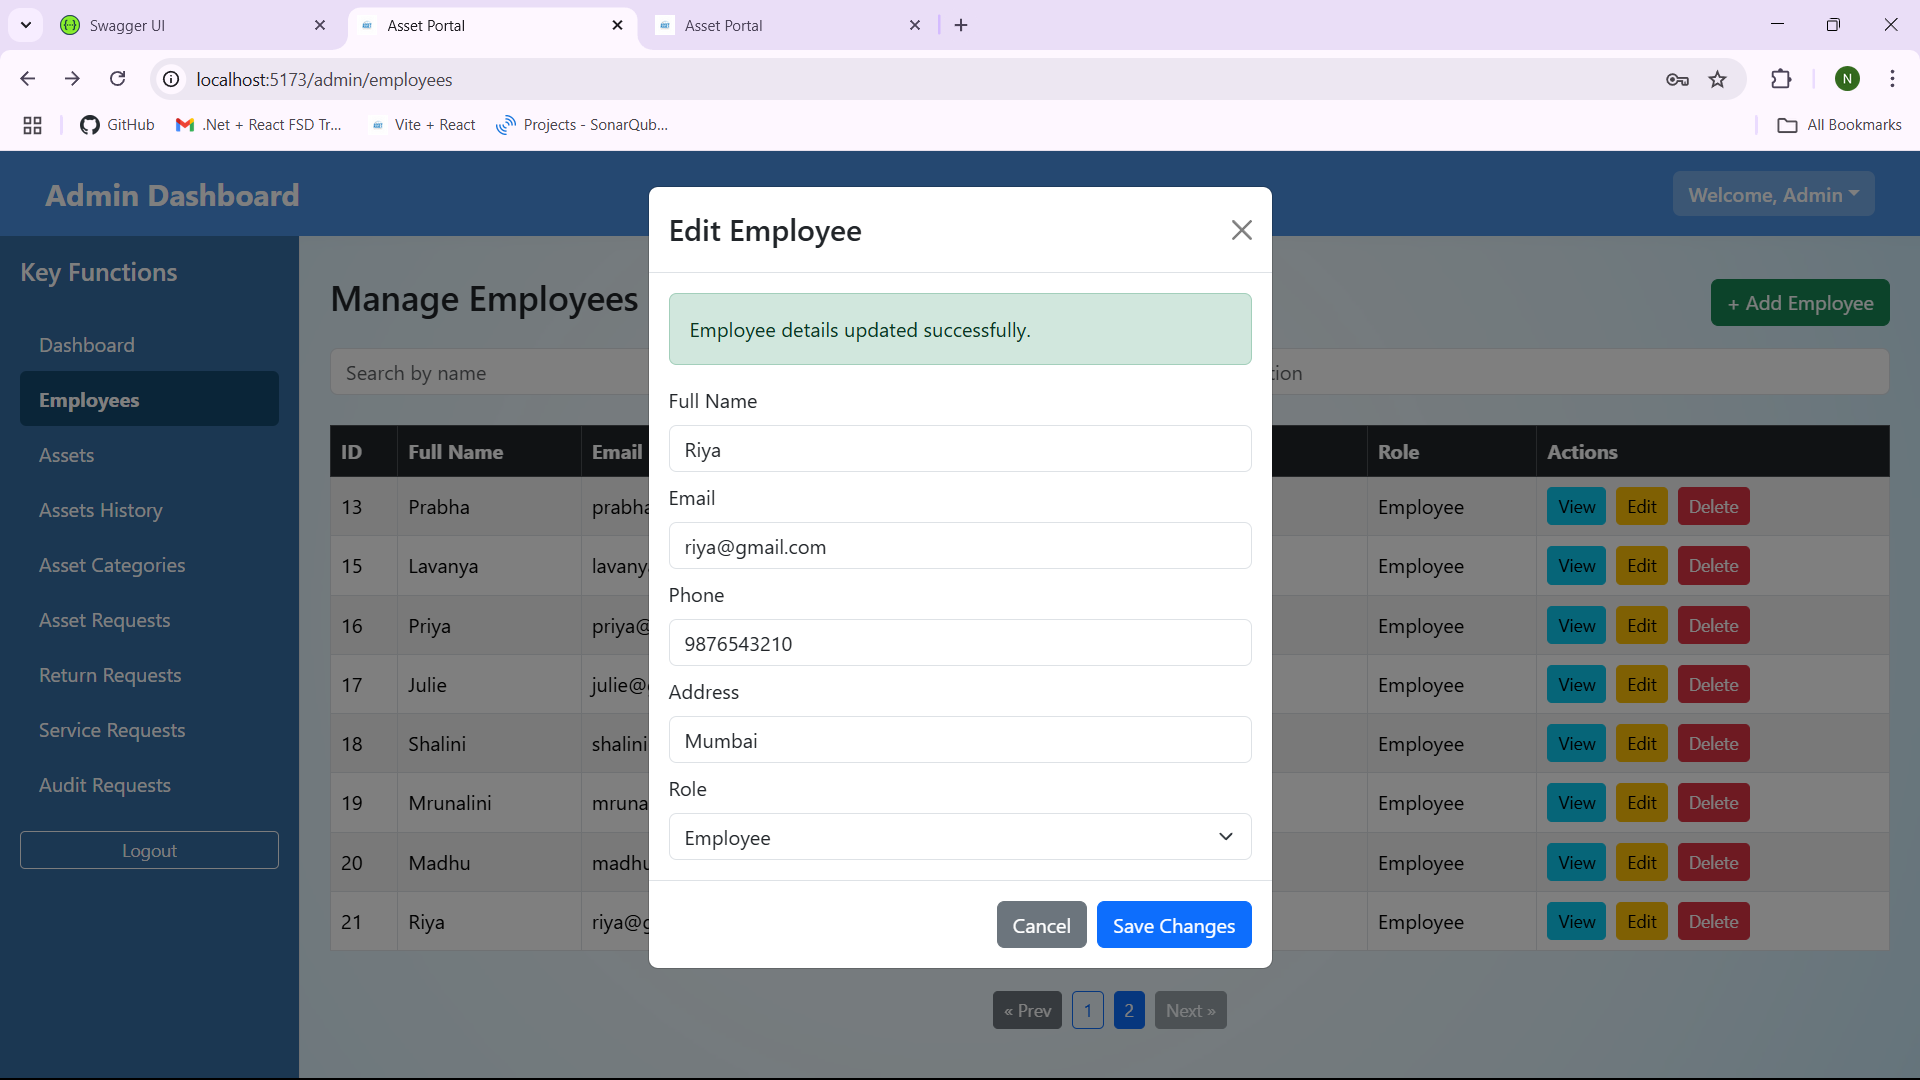 Swagger UI
Asset Portal
Asset Portal
localhost:5173/admin/employees
N
GitHub
.Net + React FSD Tr...
Vite + React
Projects - SonarQub...
All Bookmarks
Admin Dashboard
Welcome, Admin
Key Functions
Dashboard
Employees
Assets
Assets History
Asset Categories
Asset Requests
Return Requests
Service Requests
Audit Requests
Logout
Manage Employees
+ Add Employee
Search by name
tion
ID Full Name Email Role Actions
13 Prabha prabha Employee View Edit Delete
15 Lavanya lavany Employee View Edit Delete
16 Priya priya@ Employee View Edit Delete
17 Julie julie@ Employee View Edit Delete
18 Shalini shalini Employee View Edit Delete
19 Mrunalini mruna Employee View Edit Delete
20 Madhu madhu Employee View Edit Delete
21 Riya riya@g Employee View Edit Delete
« Prev 1 2 Next »
Edit Employee
Employee details updated successfully.
Full Name
Riya
Email
riya@gmail.com
Phone
9876543210
Address
Mumbai
Role
Employee
Cancel Save Changes